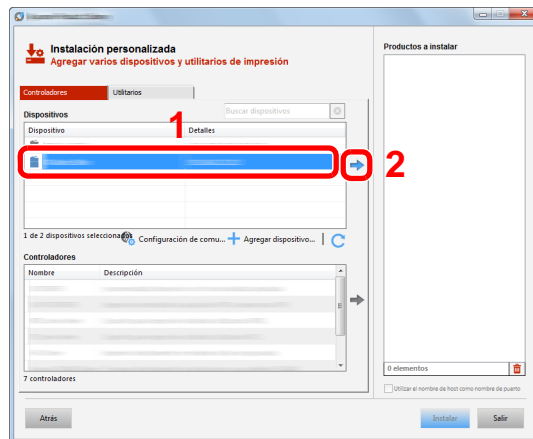 Instalación personalizada
Agregar varios dispositivos y utilitarios de impresión
Productos a instalar
Controladores
Utilitarios
Dispositivos
Buscar dispositivos
1
Dispositivo
Detalles
2
1 de 2 dispositivos seleccionados
Configuración de comu...
Agregar dispositivo...
Controladores
Nombre
Descripción
7 controladores
0 elementos
Utilizar el nombre de host como nombre de puerto
Atrás
Instalar
Salir